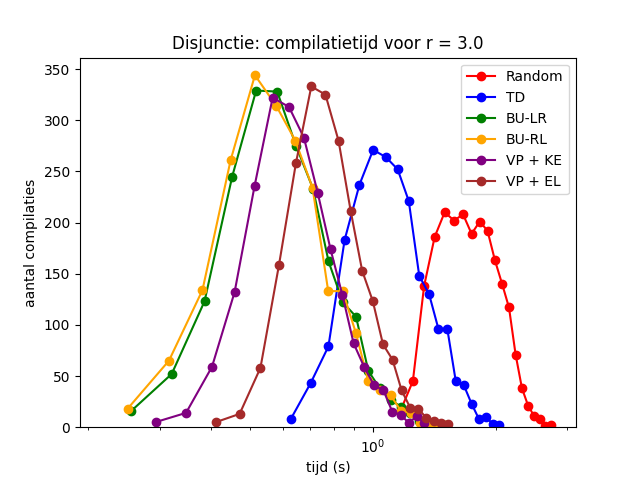 Disjunctie: compilatietijd voor r = 3.0
aantal compilaties
350
300
250
200
150
100
50
0
Random
TD
BU-LR
BU-RL
VP + KE
VP + EL
10⁰
tijd (s)